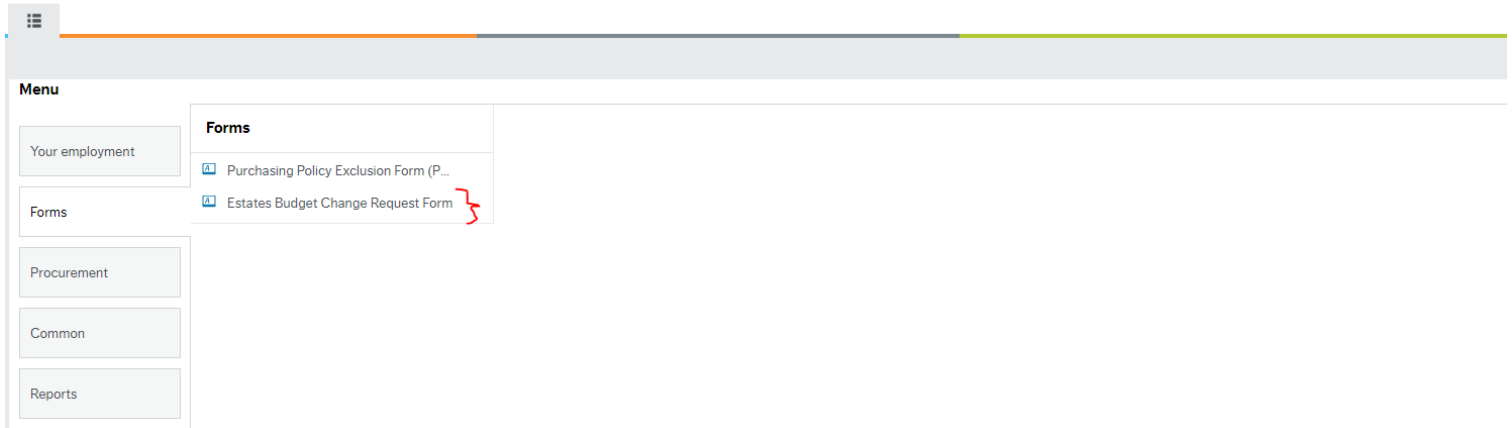 Menu
Your employment
Forms
Procurement
Common
Reports
Forms
Purchasing Policy Exclusion Form (P...
Estates Budget Change Request Form